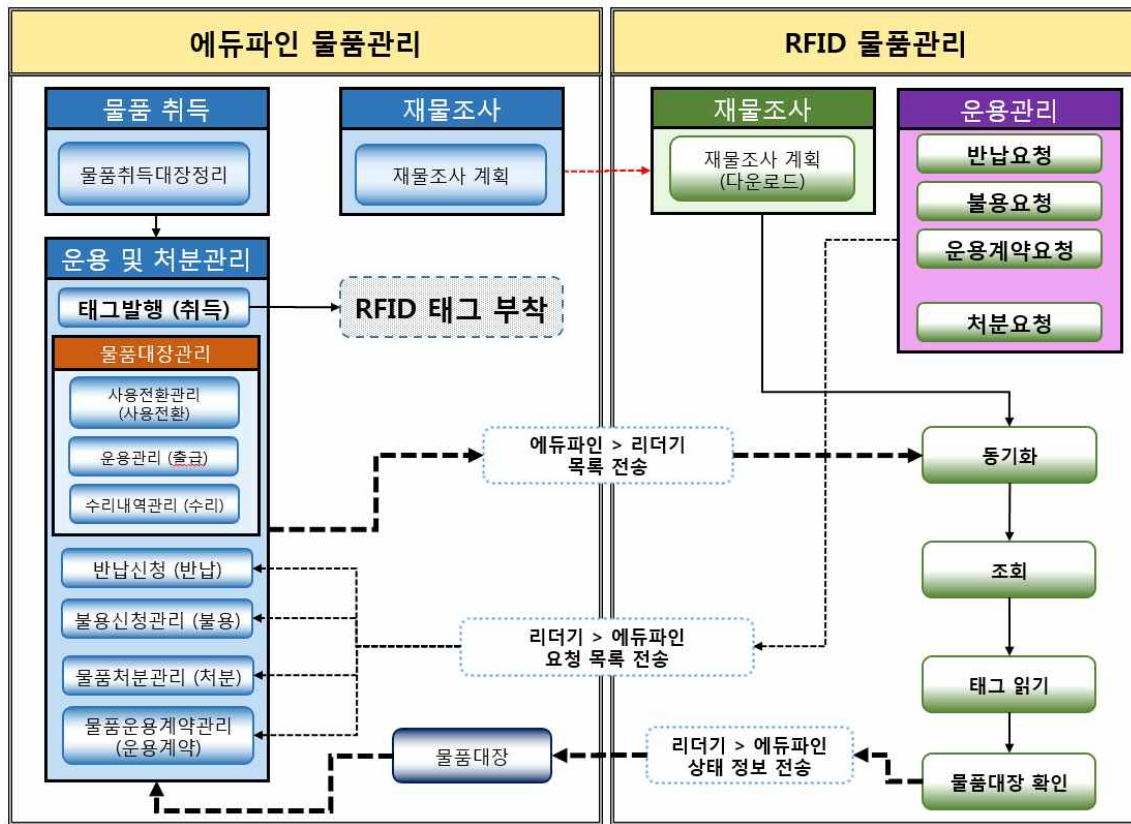 에듀파인 물품관리
RFID 물품관리
물품 취득
물품취득대장정리
재물조사
재물조사 계획
재물조사
재물조사 계획
(다운로드)
운용관리
반납요청
불용요청
운용계약요청
처분요청
운용 및 처분관리
태그발행 (취득)
RFID 태그 부착
물품대장관리
사용전환관리
(사용전환)
운용관리 (출급)
수리내역관리 (수리)
에듀파인 > 리더기
목록 전송
동기화
조회
반납신청 (반납)
불용신청관리 (불용)
물품처분관리 (처분)
물품운용계약관리
(운용계약)
리더기 > 에듀파인
요청 목록 전송
태그 읽기
물품대장
리더기 > 에듀파인
상태 정보 전송
물품대장 확인